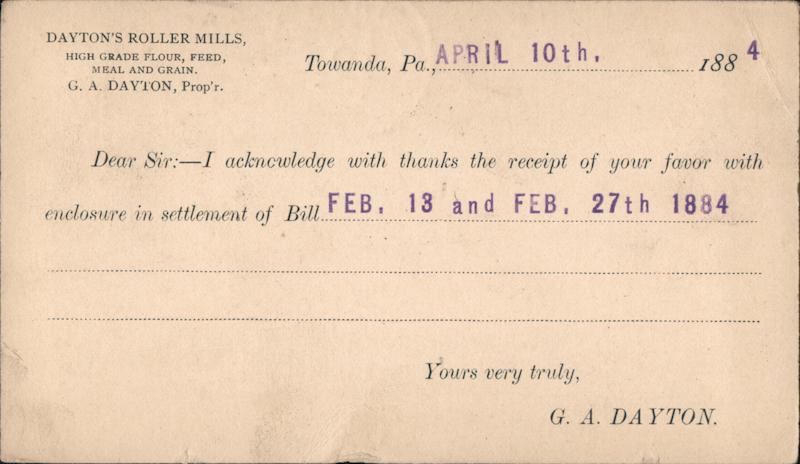 DAYTON'S ROLLER MILLS,
HIGH GRADE FLOUR, FEED,
MEAL AND GRAIN.
G. A. DAYTON, Prop'r.
Towanda, Pa., APRIL 10th, 1884
Dear Sir:—I acknowledge with thanks the receipt of your favor with
enclosure in settlement of Bill FEB. 13 and FEB. 27th 1884
Yours very truly,
G. A. DAYTON.